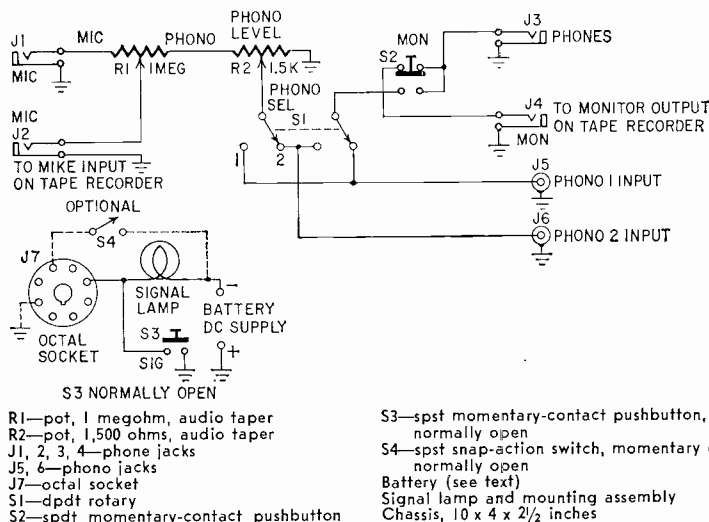 J1
MIC
PHONO
PHONO
LEVEL
R1
1MEG
R2
1.5K
MIC
MIC
J2
TO MIKE INPUT
ON TAPE RECORDER
PHONO
SEL
S1
1
2
MON
S2
J3
PHONES
J4
TO MONITOR OUTPUT
ON TAPE RECORDER
MON
J5
PHONO 1 INPUT
J6
PHONO 2 INPUT
OPTIONAL
S4
J7
OCTAL
SOCKET
SIGNAL
LAMP
S3
SIG
-
BATTERY
DC SUPPLY
+
S3 NORMALLY OPEN
R1—pot, 1 megohm, audio taper
R2—pot, 1,500 ohms, audio taper
J1, 2, 3, 4—phone jacks
J5, 6—phono jacks
J7—octal socket
S1—dpdt rotary
S2—spdt momentary-contact pushbutton
S3—spst momentary-contact pushbutton,
normally open
S4—spst snap-action switch, momentary
normally open
Battery (see text)
Signal lamp and mounting assembly
Chassis, 10 x 4 x 2½ inches